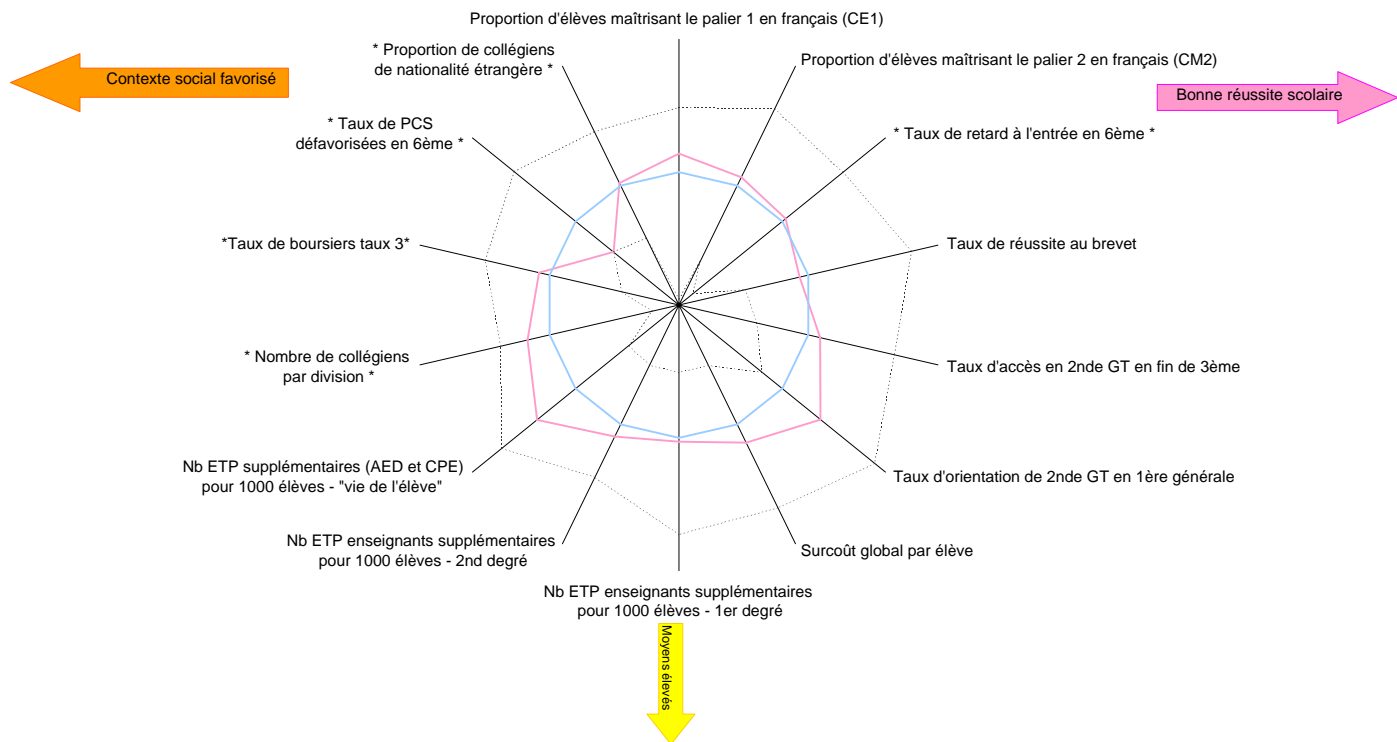 Proportion d'élèves maîtrisant le palier 1 en français (CE1)
* Proportion de collégiens
de nationalité étrangère *
Proportion d'élèves maîtrisant le palier 2 en français (CM2)
Contexte social favorisé
Bonne réussite scolaire
* Taux de PCS
défavorisées en 6ème *
* Taux de retard à l'entrée en 6ème *
*Taux de boursiers taux 3*
Taux de réussite au brevet
* Nombre de collégiens
par division *
Taux d'accès en 2nde GT en fin de 3ème
Nb ETP supplémentaires (AED et CPE)
pour 1000 élèves - "vie de l'élève"
Taux d'orientation de 2nde GT en 1ère générale
Nb ETP enseignants supplémentaires
pour 1000 élèves - 2nd degré
Surcoût global par élève
Nb ETP enseignants supplémentaires
pour 1000 élèves - 1er degré
Moyens élevés